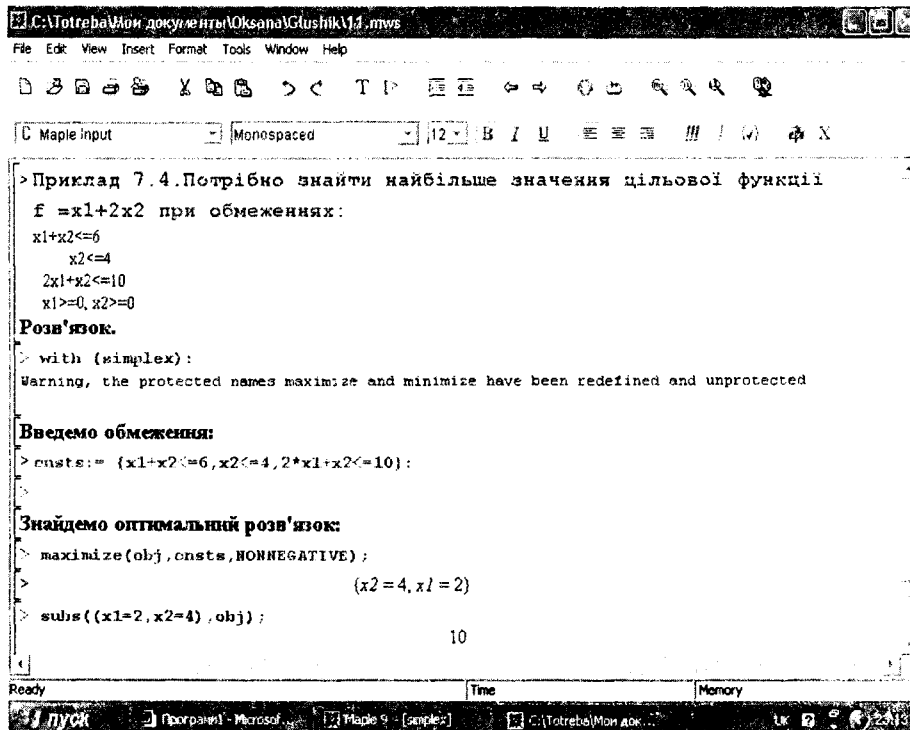 C:\Totreba\Мои документы\Oksana\Glushik\11.mws
File Edit View Insert Format Tools Window Help
C Maple Input Monospaced 12 B I U
>Приклад 7.4.Потрібно знайти найбільше значення цільової функції
f =x1+2x2 при обмеженнях:
x1+x2<=6
x2<=4
2x1+x2<=10
x1>=0, x2>=0
Розв'язок.
> with (simplex):
Warning, the protected names maximize and minimize have been redefined and unprotected
Введемо обмеження:
> cnsts:= {x1+x2<=6,x2<=4,2*x1+x2<=10}:
>
Знайдемо оптимальний розв'язок:
> maximize(obj,cnsts,NONNEGATIVE);
>
{x2 = 4, x1 = 2}
> subs((x1=2,x2=4),obj);
10
Ready Time Memory
пуск Програми1 - Microsof... Maple 9 - [simplex] C:\Totreba\Мои док... UK 23:13